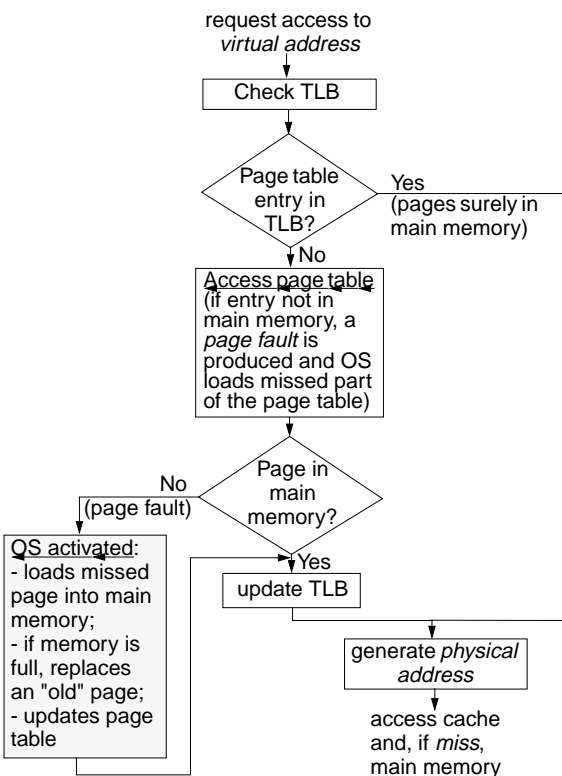 request access to
virtual address
Check TLB
Page table
entry in
TLB?
Yes
(pages surely in
main memory)
No
Access page table
(if entry not in
main memory, a
page fault is
produced and OS
loads missed part
of the page table)
Page in
main
memory?
No
(page fault)
OS activated:
- loads missed
page into main
memory;
- if memory is
full, replaces
an "old" page;
- updates page
table
Yes
update TLB
generate physical
address
access cache
and, if miss,
main memory